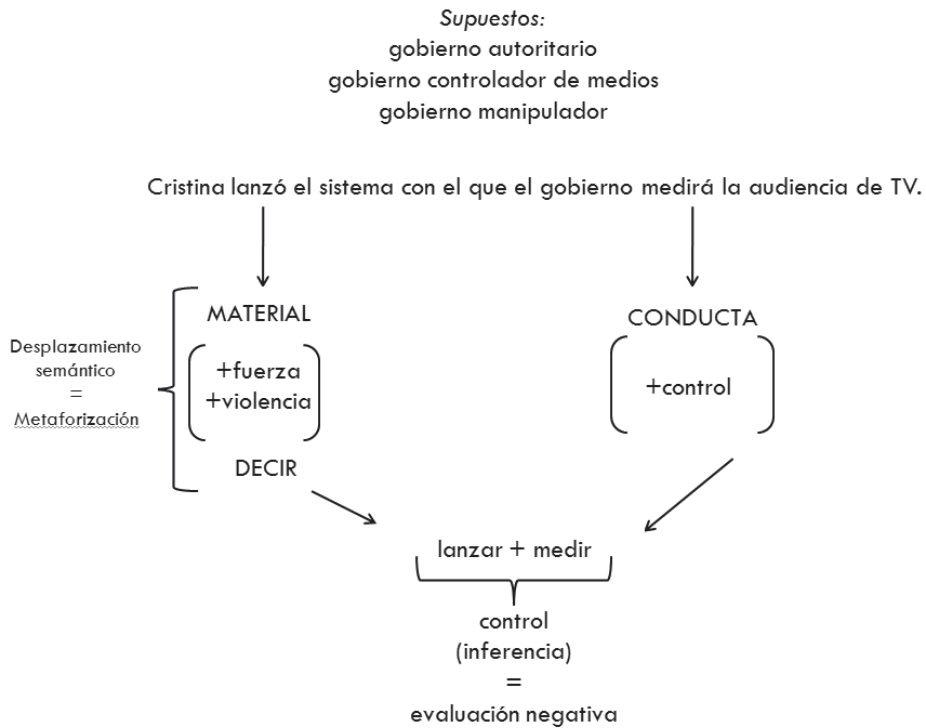 Supuestos:
gobierno autoritario
gobierno controlador de medios
gobierno manipulador
Cristina lanzó el sistema con el que el gobierno medirá la audiencia de TV.
Desplazamiento
semántico
=
Metaforización
MATERIAL
+fuerza
+violencia
DECIR
CONDUCTA
+control
lanzar + medir
control
(inferencia)
=
evaluación negativa